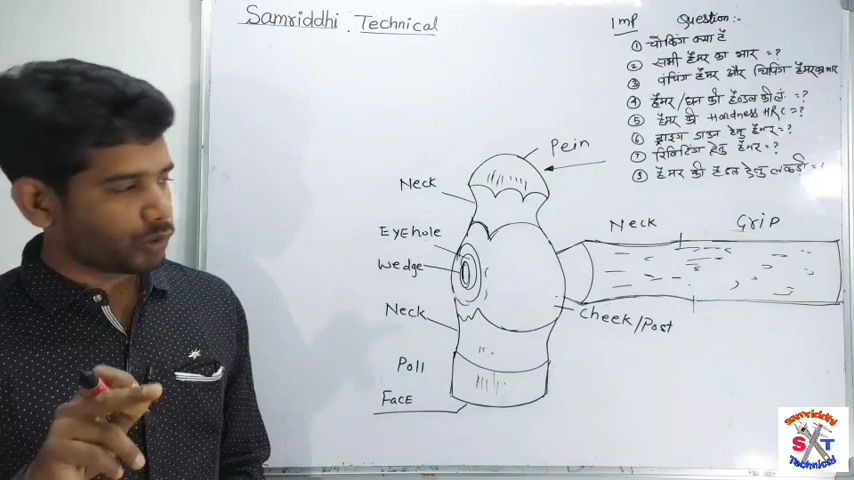 Samriddhi Technical
Imp Question:-
① चोकिंग क्या है
② सभी हैमर का भार = ?
③ पंचिंग हैमर और चिपिंग हैमर का भार
④ हैमर/घन की हैण्डल की लं. = ?
⑤ हैमर की Hardness HRC = ?
⑥ ड्राइंग डाउन हेतु हैमर = ?
⑦ रिवेटिंग हेतु हैमर = ?
⑧ हैमर की हैंडल हेतु लकड़ी = ?
Pein
Neck
Neck
Grip
Eyehole
Wedge
Neck
Cheek/Post
Poll
Face
Samriddhi
S T
Technical